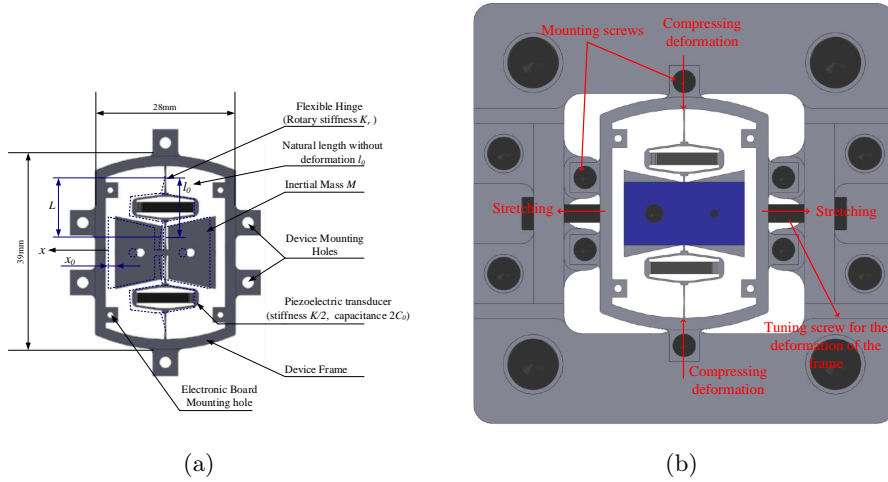 28mm
Flexible Hinge
(Rotary stiffness Kr )
Natural length without
deformation l0
l0
Inertial Mass M
L
39mm
x
x0
Device Mounting
Holes
Piezoelectric transducer
(stiffness K/2, capacitance 2C0)
Device Frame
Electronic Board
Mounting hole
(a)
Mounting screws
Compressing
deformation
Stretching
Stretching
Tuning screw for the
deformation of the
frame
Compressing
deformation
(b)